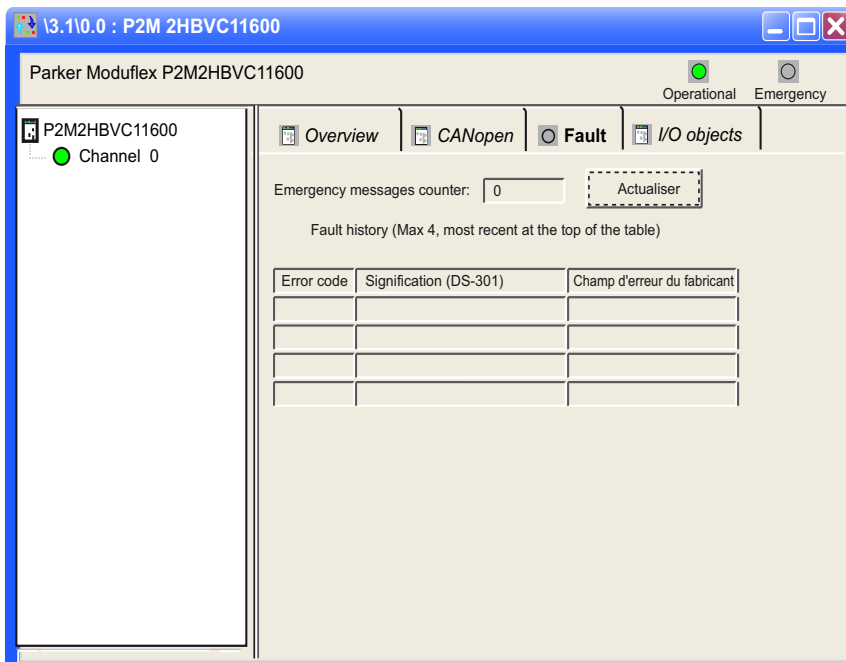 \3.1\0.0 : P2M 2HBVC11600
Parker Moduflex P2M2HBVC11600
Operational
Emergency
P2M2HBVC11600
Channel 0
Overview
CANopen
Fault
I/O objects
Emergency messages counter: 0
Actualiser
Fault history (Max 4, most recent at the top of the table)
Error code Signification (DS-301) Champ d'erreur du fabricant